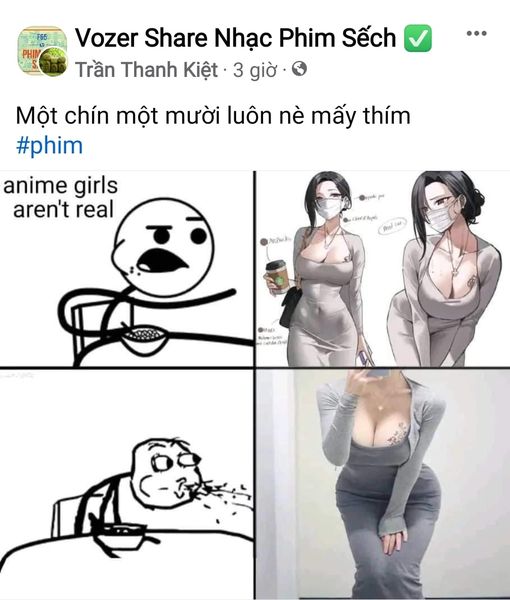 Vozer Share Nhạc Phim Sếch
Trần Thanh Kiệt · 3 giờ ·
Một chín một mười luôn nè mấy thím
#phim
anime girls
aren't real